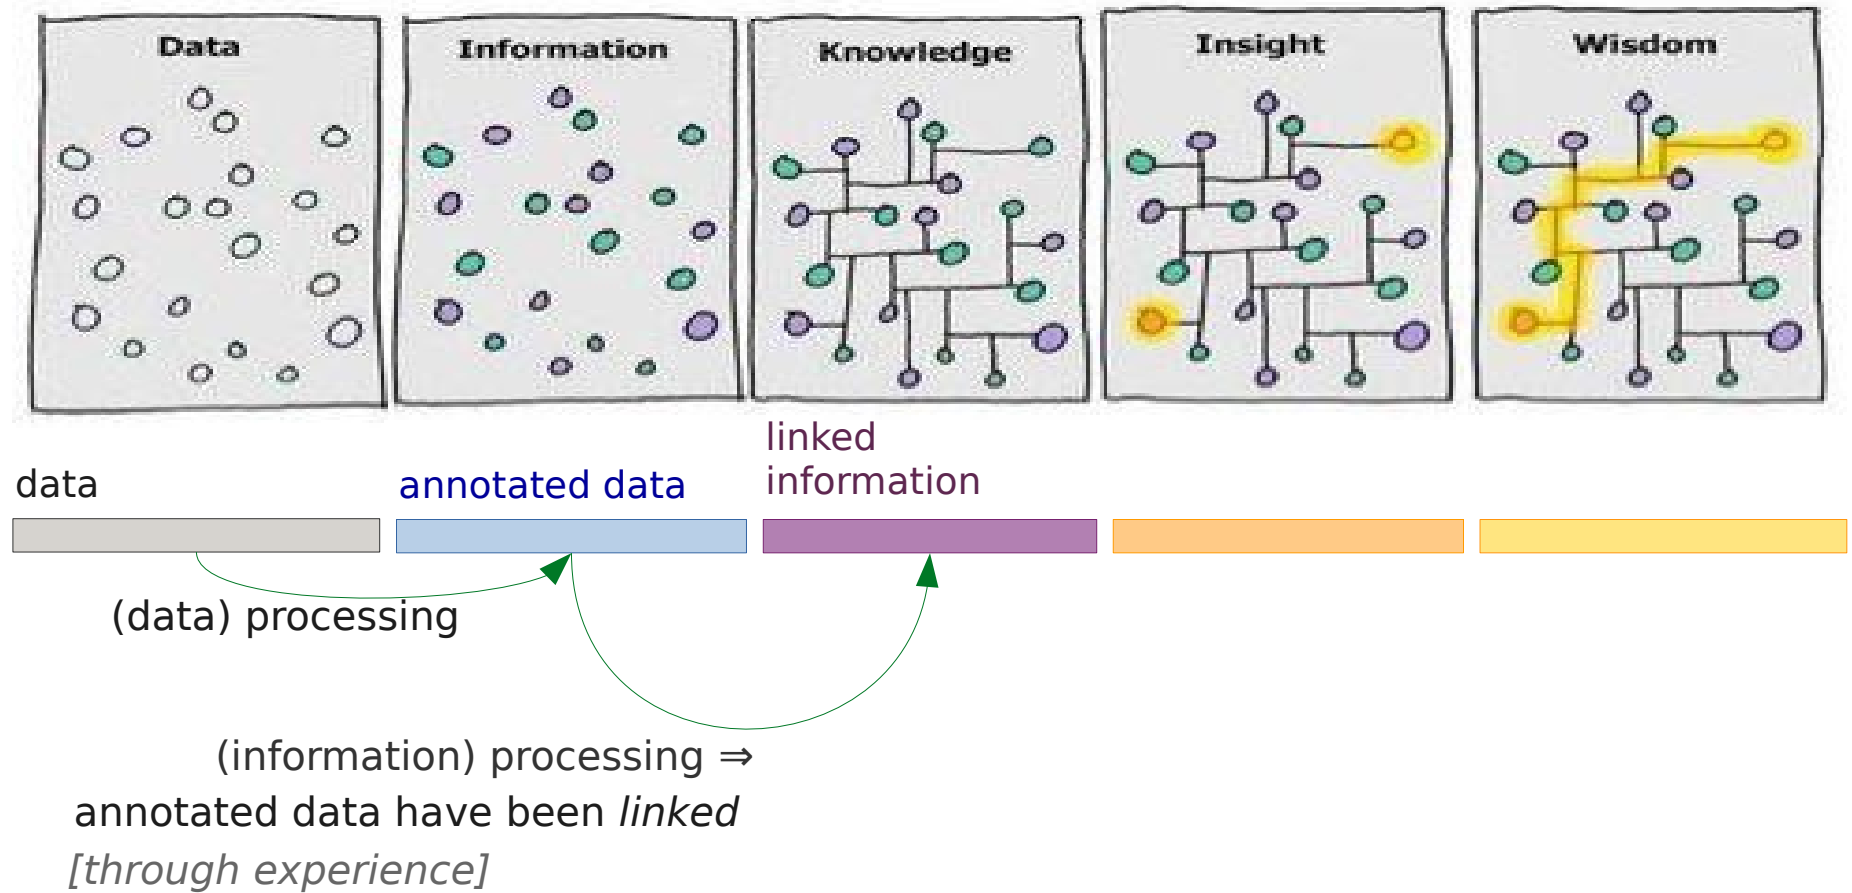 Data
Information
Knowledge
Insight
Wisdom
data
annotated data
linked
information
(data) processing
(information) processing ⇒
annotated data have been linked
[through experience]